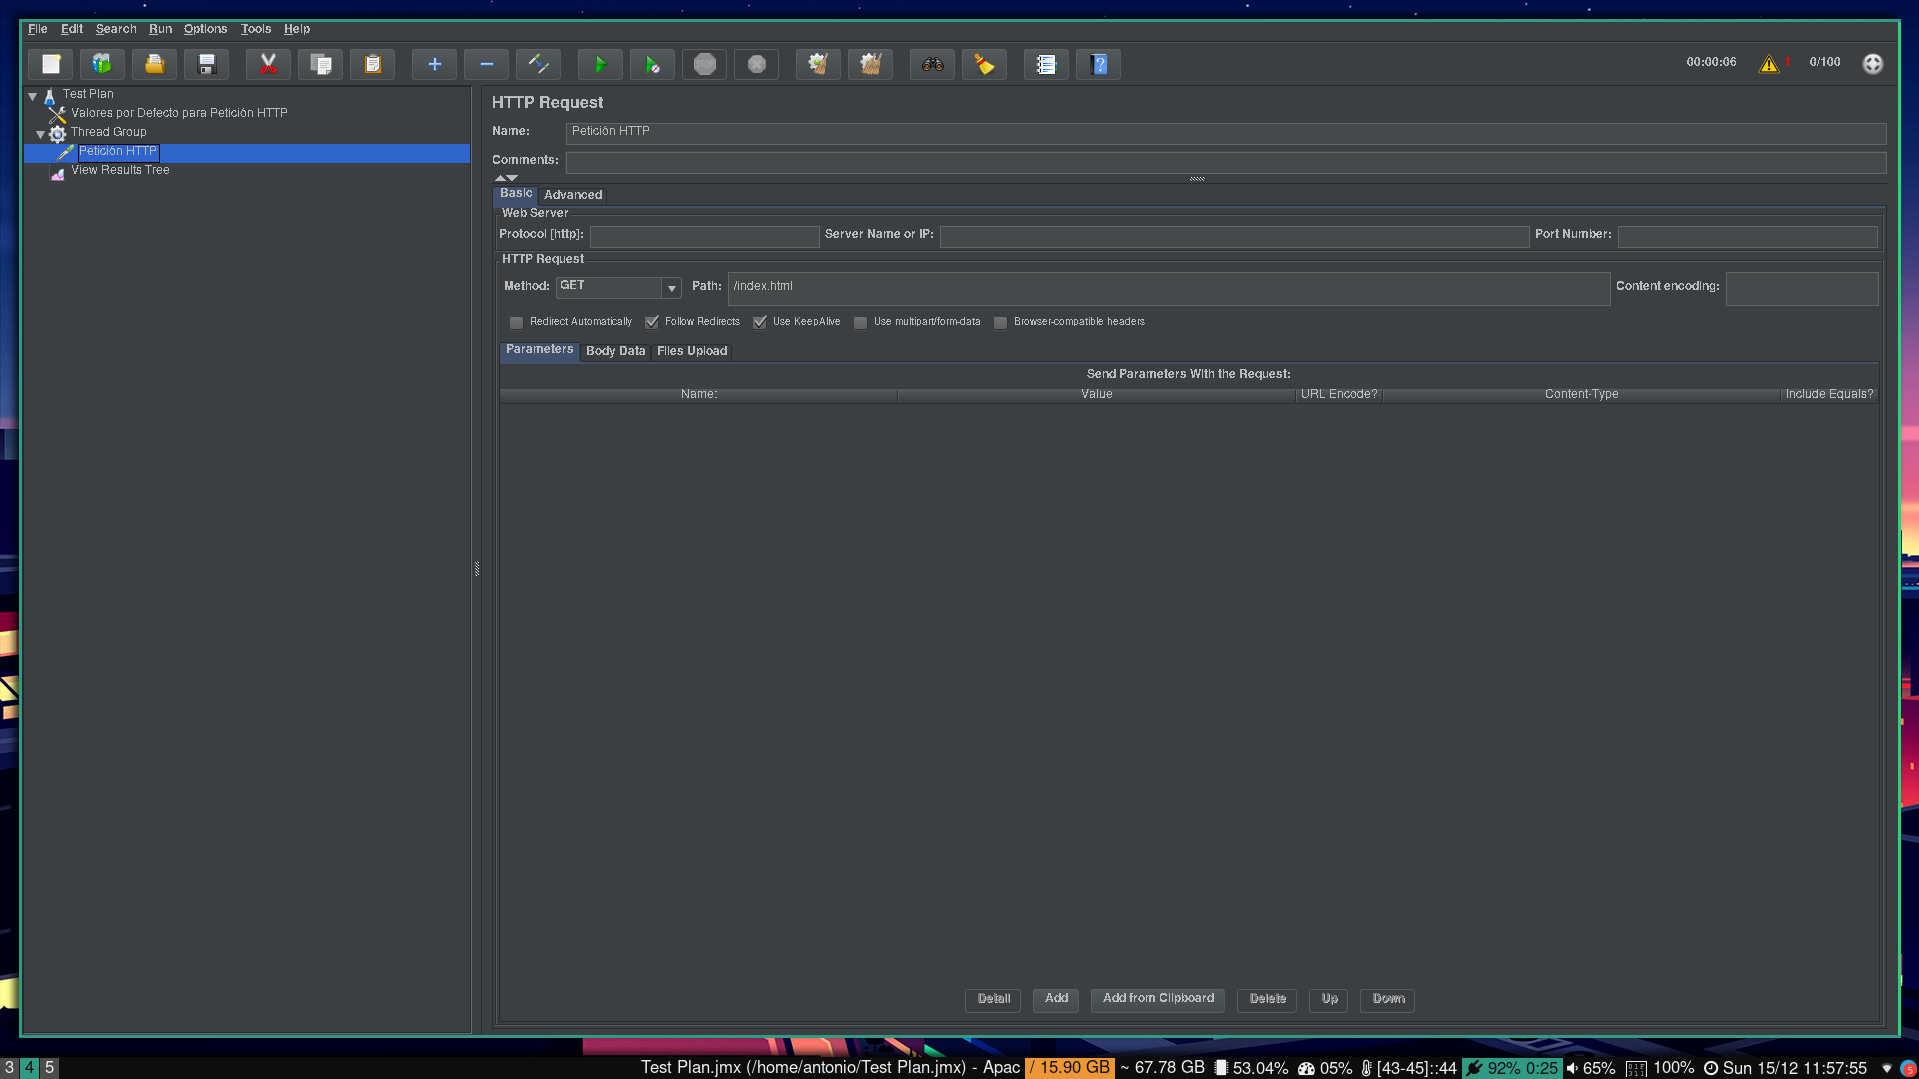 File Edit Search Run Options Tools Help
STOP
00:00:06 1 0/100
Test Plan
Valores por Defecto para Petición HTTP
Thread Group
Petición HTTP
View Results Tree
HTTP Request
Name: Petición HTTP
Comments:
Basic Advanced
Web Server
Protocol [http]: Server Name or IP: Port Number:
HTTP Request
Method: GET Path: /index.html Content encoding:
Redirect Automatically Follow Redirects Use KeepAlive Use multipart/form-data Browser-compatible headers
Parameters Body Data Files Upload
Send Parameters With the Request:
Name: Value URL Encode? Content-Type Include Equals?
Detail Add Add from Clipboard Delete Up Down
3 4 5 Test Plan.jmx (/home/antonio/Test Plan.jmx) - Apac / 15.90 GB ~ 67.78 GB 53.04% 05% [43-45]::44 92% 0:25 65% 100% Sun 15/12 11:57:55 5